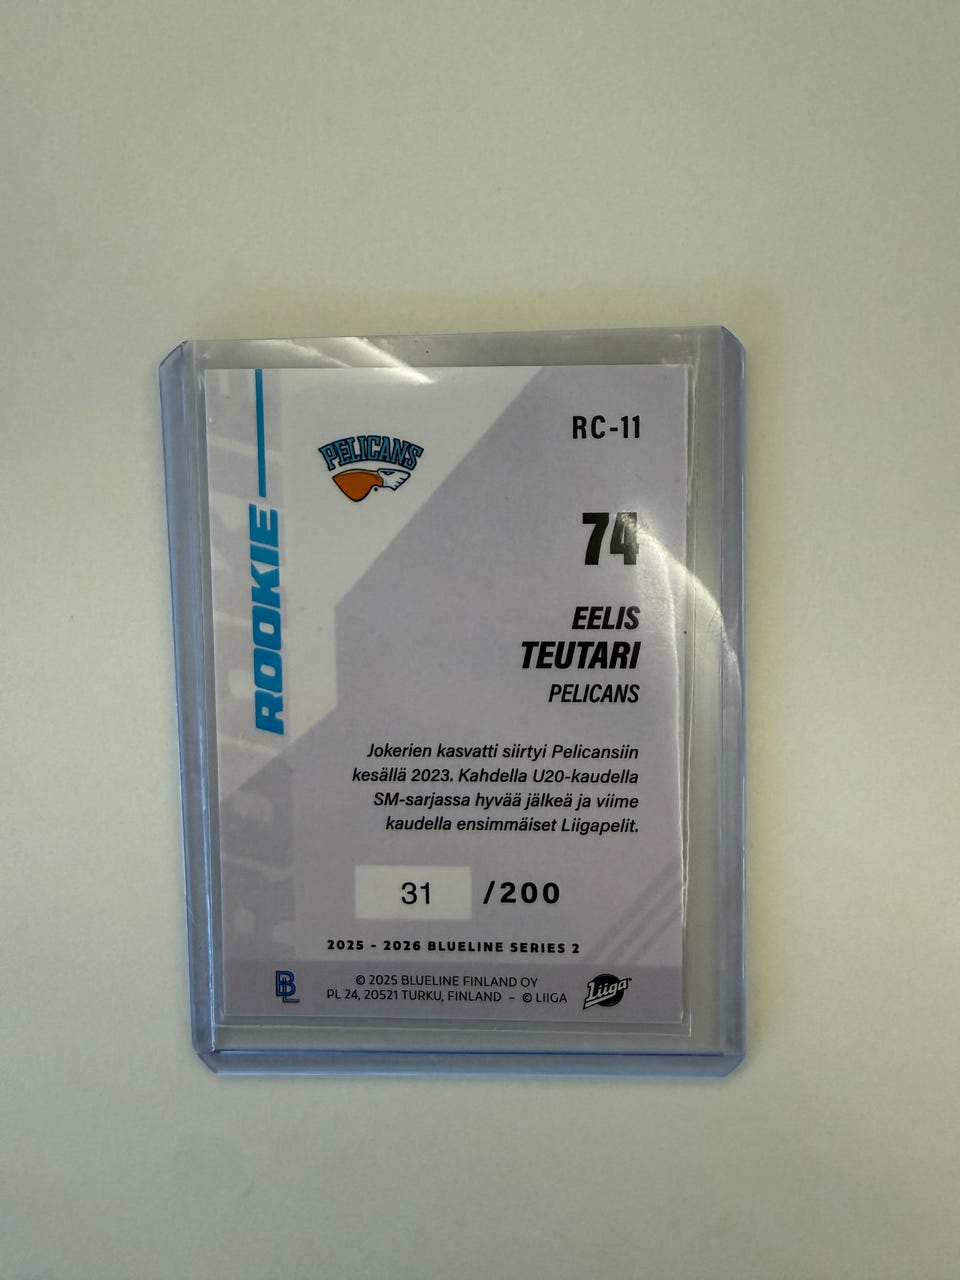 PELICANS
RC-11
74
ROOKIE
EELIS
TEUTARI
PELICANS
Jokerien kasvatti siirtyi Pelicansiin
kesällä 2023. Kahdella U20-kaudella
SM-sarjassa hyvää jälkeä ja viime
kaudella ensimmäiset Liigapelit.
31 /200
2025 - 2026 BLUELINE SERIES 2
BL
© 2025 BLUELINE FINLAND OY
PL 24, 20521 TURKU, FINLAND - © LIIGA
Liiga